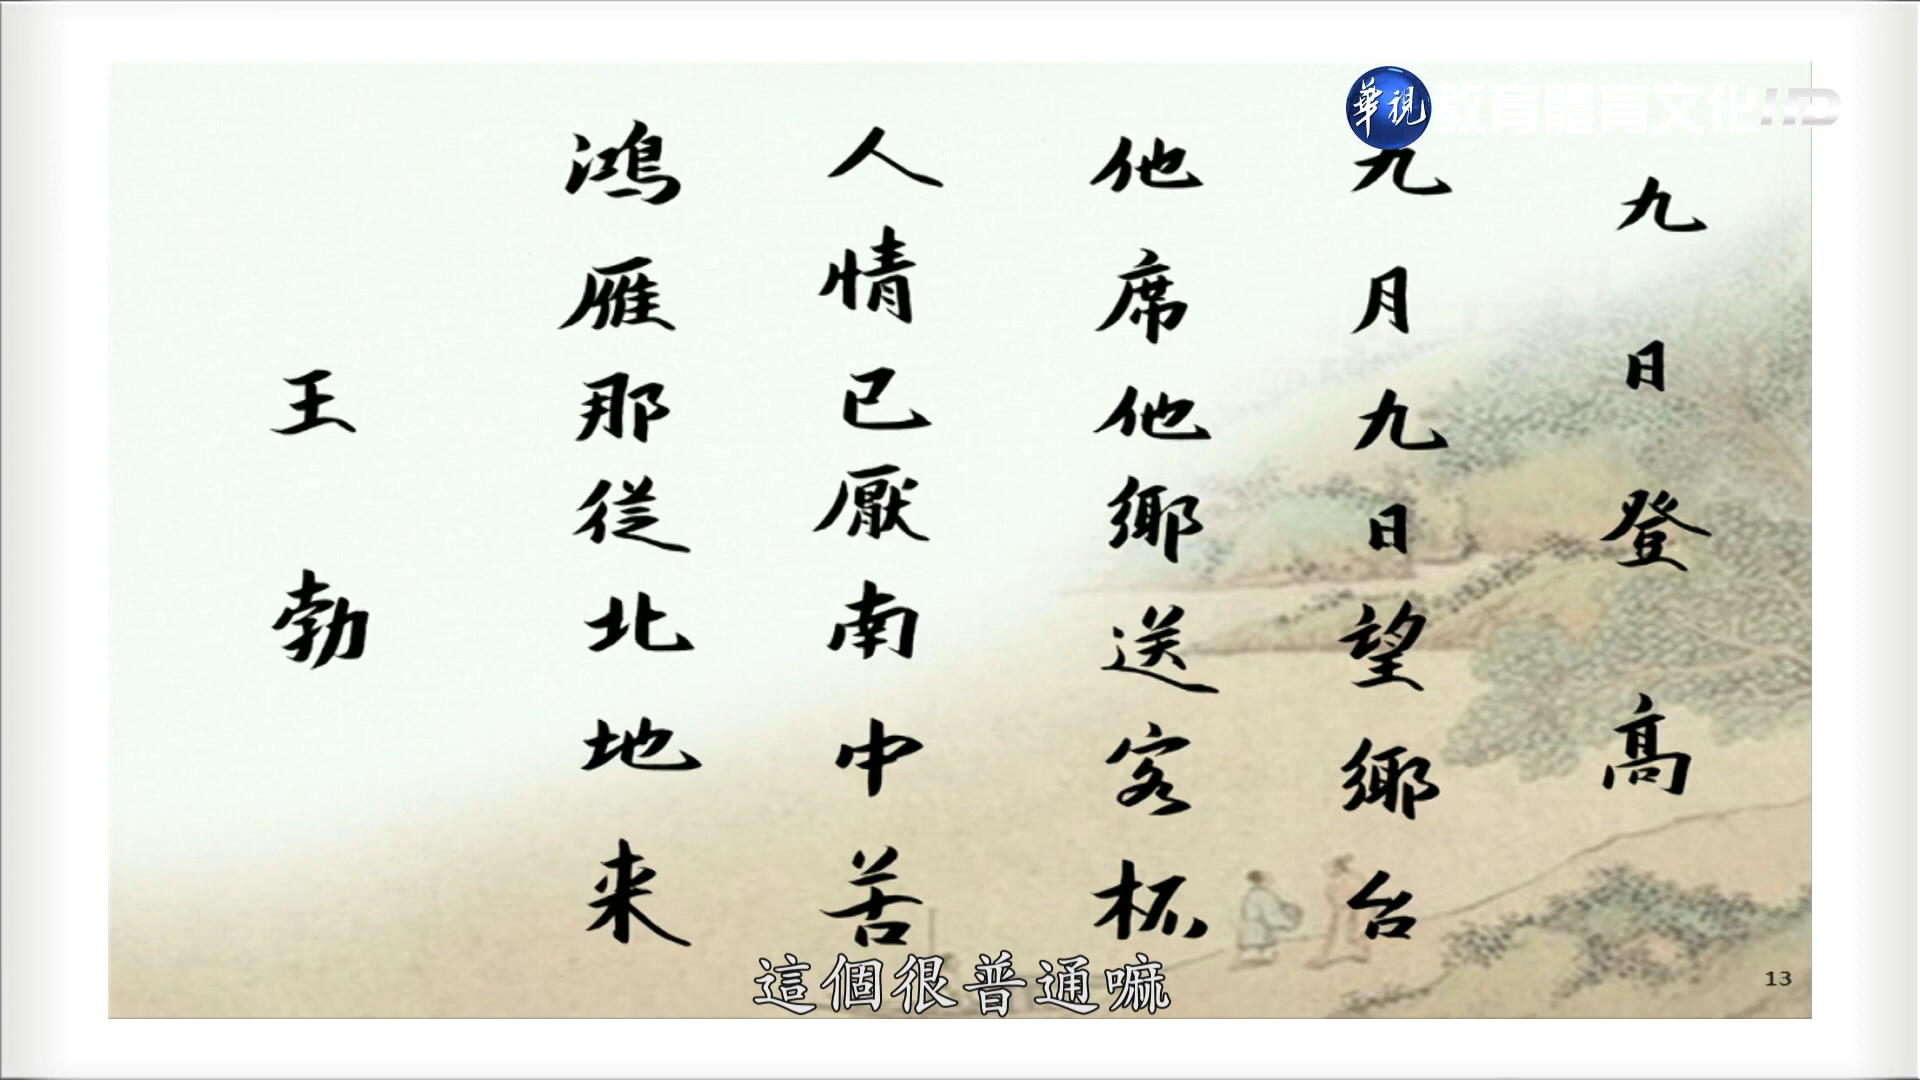 華視 教育體育文化HD
九日登高
九月九日望鄉台
他席他鄉送客杯
人情已厭南中苦
鴻雁那從北地来
王勃
這個很普通嘛
13